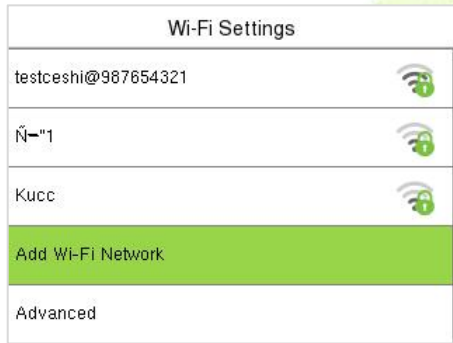 Wi-Fi Settings
testceshi@987654321
Ñ–"1
Kucc
Add Wi-Fi Network
Advanced